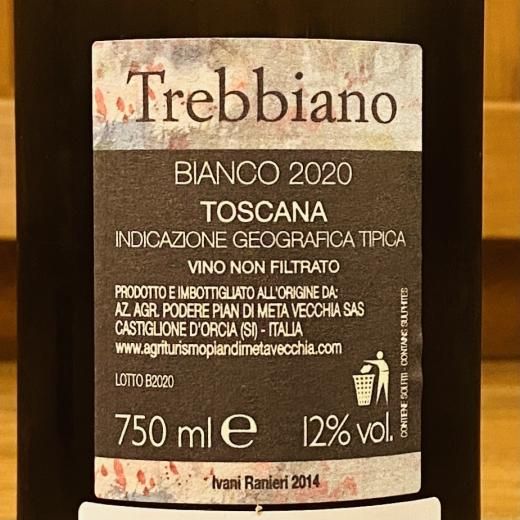 Trebbiano
BIANCO 2020
TOSCANA
INDICAZIONE GEOGRAFICA TIPICA
VINO NON FILTRATO
PRODOTTO E IMBOTTIGLIATO ALL'ORIGINE DA:
AZ. AGR. PODERE PIAN DI META VECCHIA SAS
CASTIGLIONE D'ORCIA (SI) - ITALIA
www.agriturismopiandimetavecchia.com
LOTTO B2020
CONTIENE SOLFITI - CONTAINS SULPHITES
750 ml e 12% vol.
Ivani Ranieri 2014